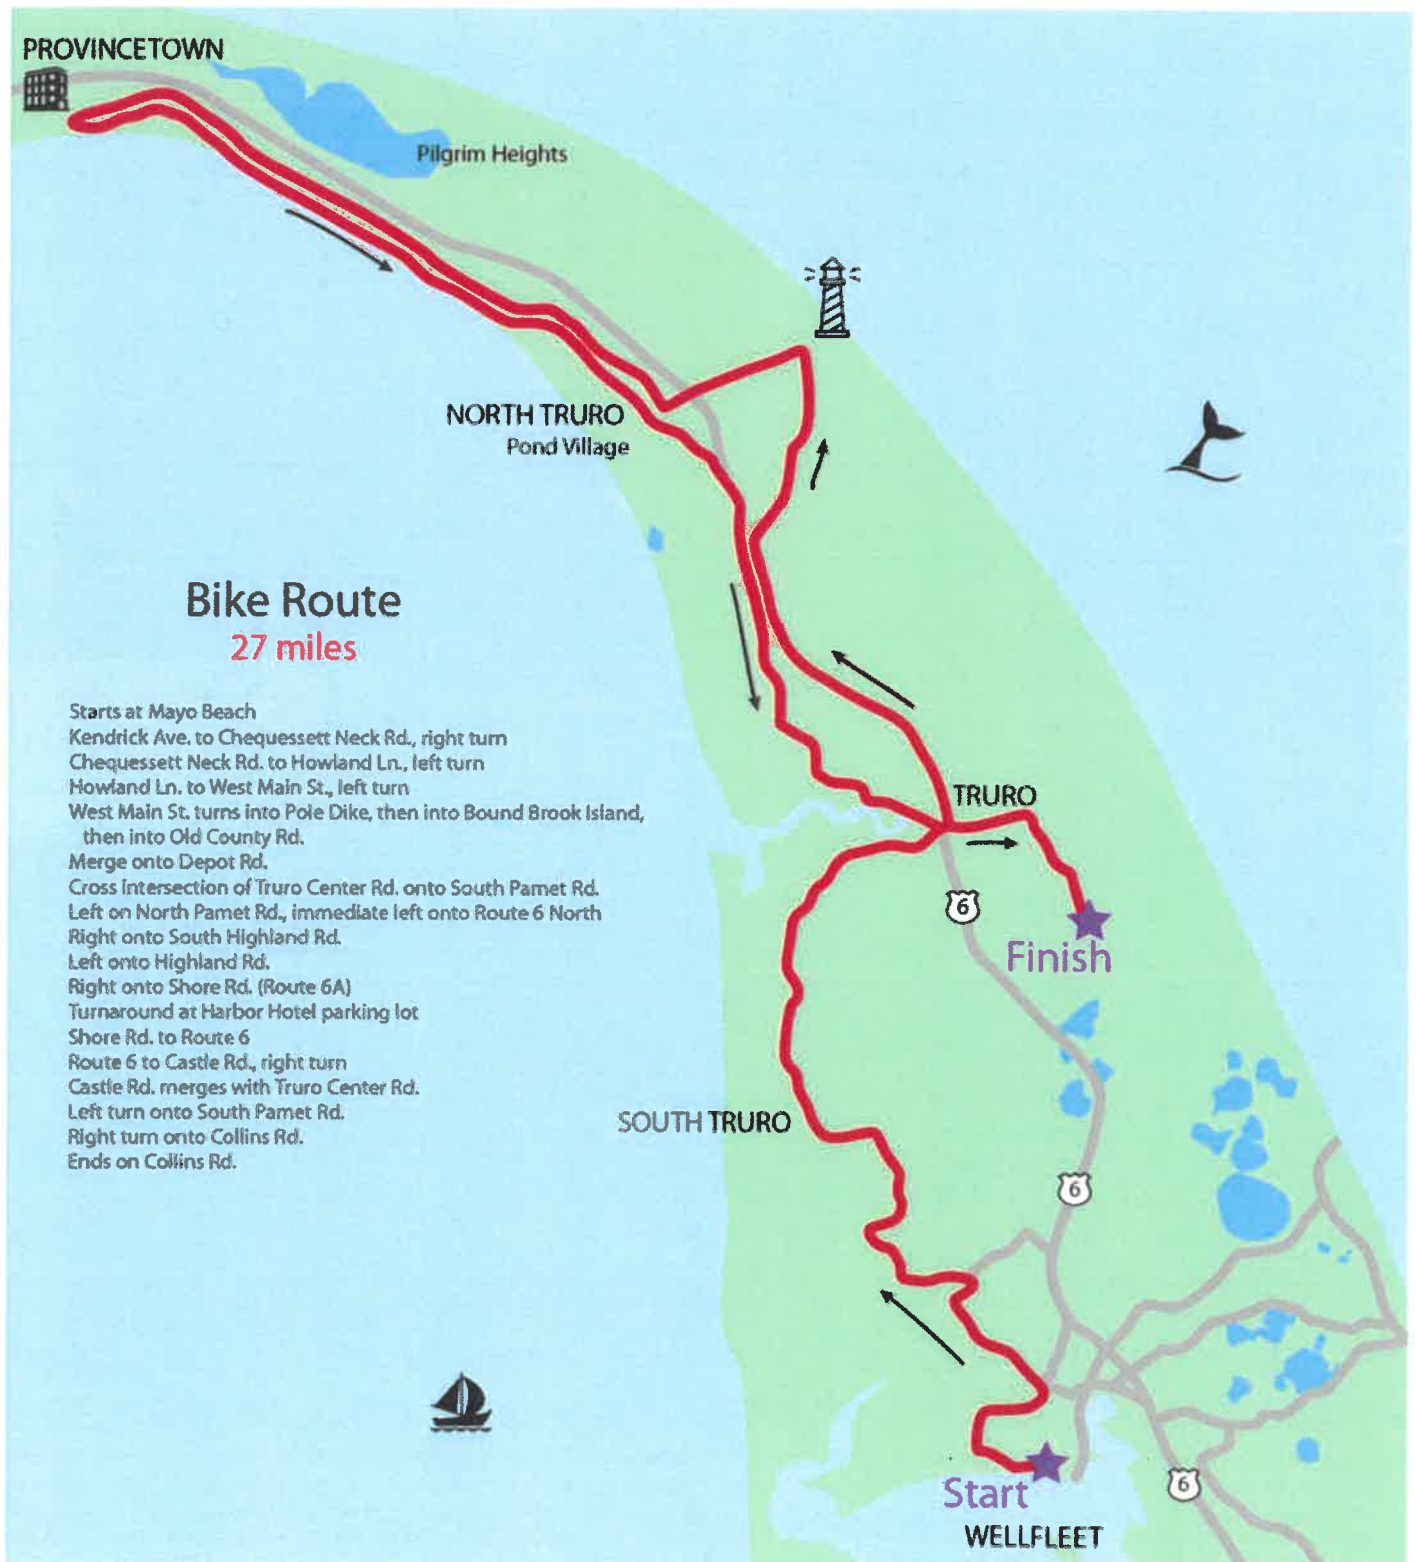 PROVINCETOWN
Pilgrim Heights
NORTH TRURO
Pond Village
Bike Route
27 miles
Starts at Mayo Beach
Kendrick Ave. to Chequessett Neck Rd., right turn
Chequessett Neck Rd. to Howland Ln., left turn
Howland Ln. to West Main St., left turn
West Main St. turns into Pole Dike, then into Bound Brook Island,
then into Old County Rd.
Merge onto Depot Rd.
Cross intersection of Truro Center Rd. onto South Pamet Rd.
Left on North Pamet Rd., immediate left onto Route 6 North
Right onto South Highland Rd.
Left onto Highland Rd.
Right onto Shore Rd. (Route 6A)
Turnaround at Harbor Hotel parking lot
Shore Rd. to Route 6
Route 6 to Castle Rd., right turn
Castle Rd. merges with Truro Center Rd.
Left turn onto South Pamet Rd.
Right turn onto Collins Rd.
Ends on Collins Rd.
TRURO
6
Finish
SOUTH TRURO
6
Start
6
WELLFLEET